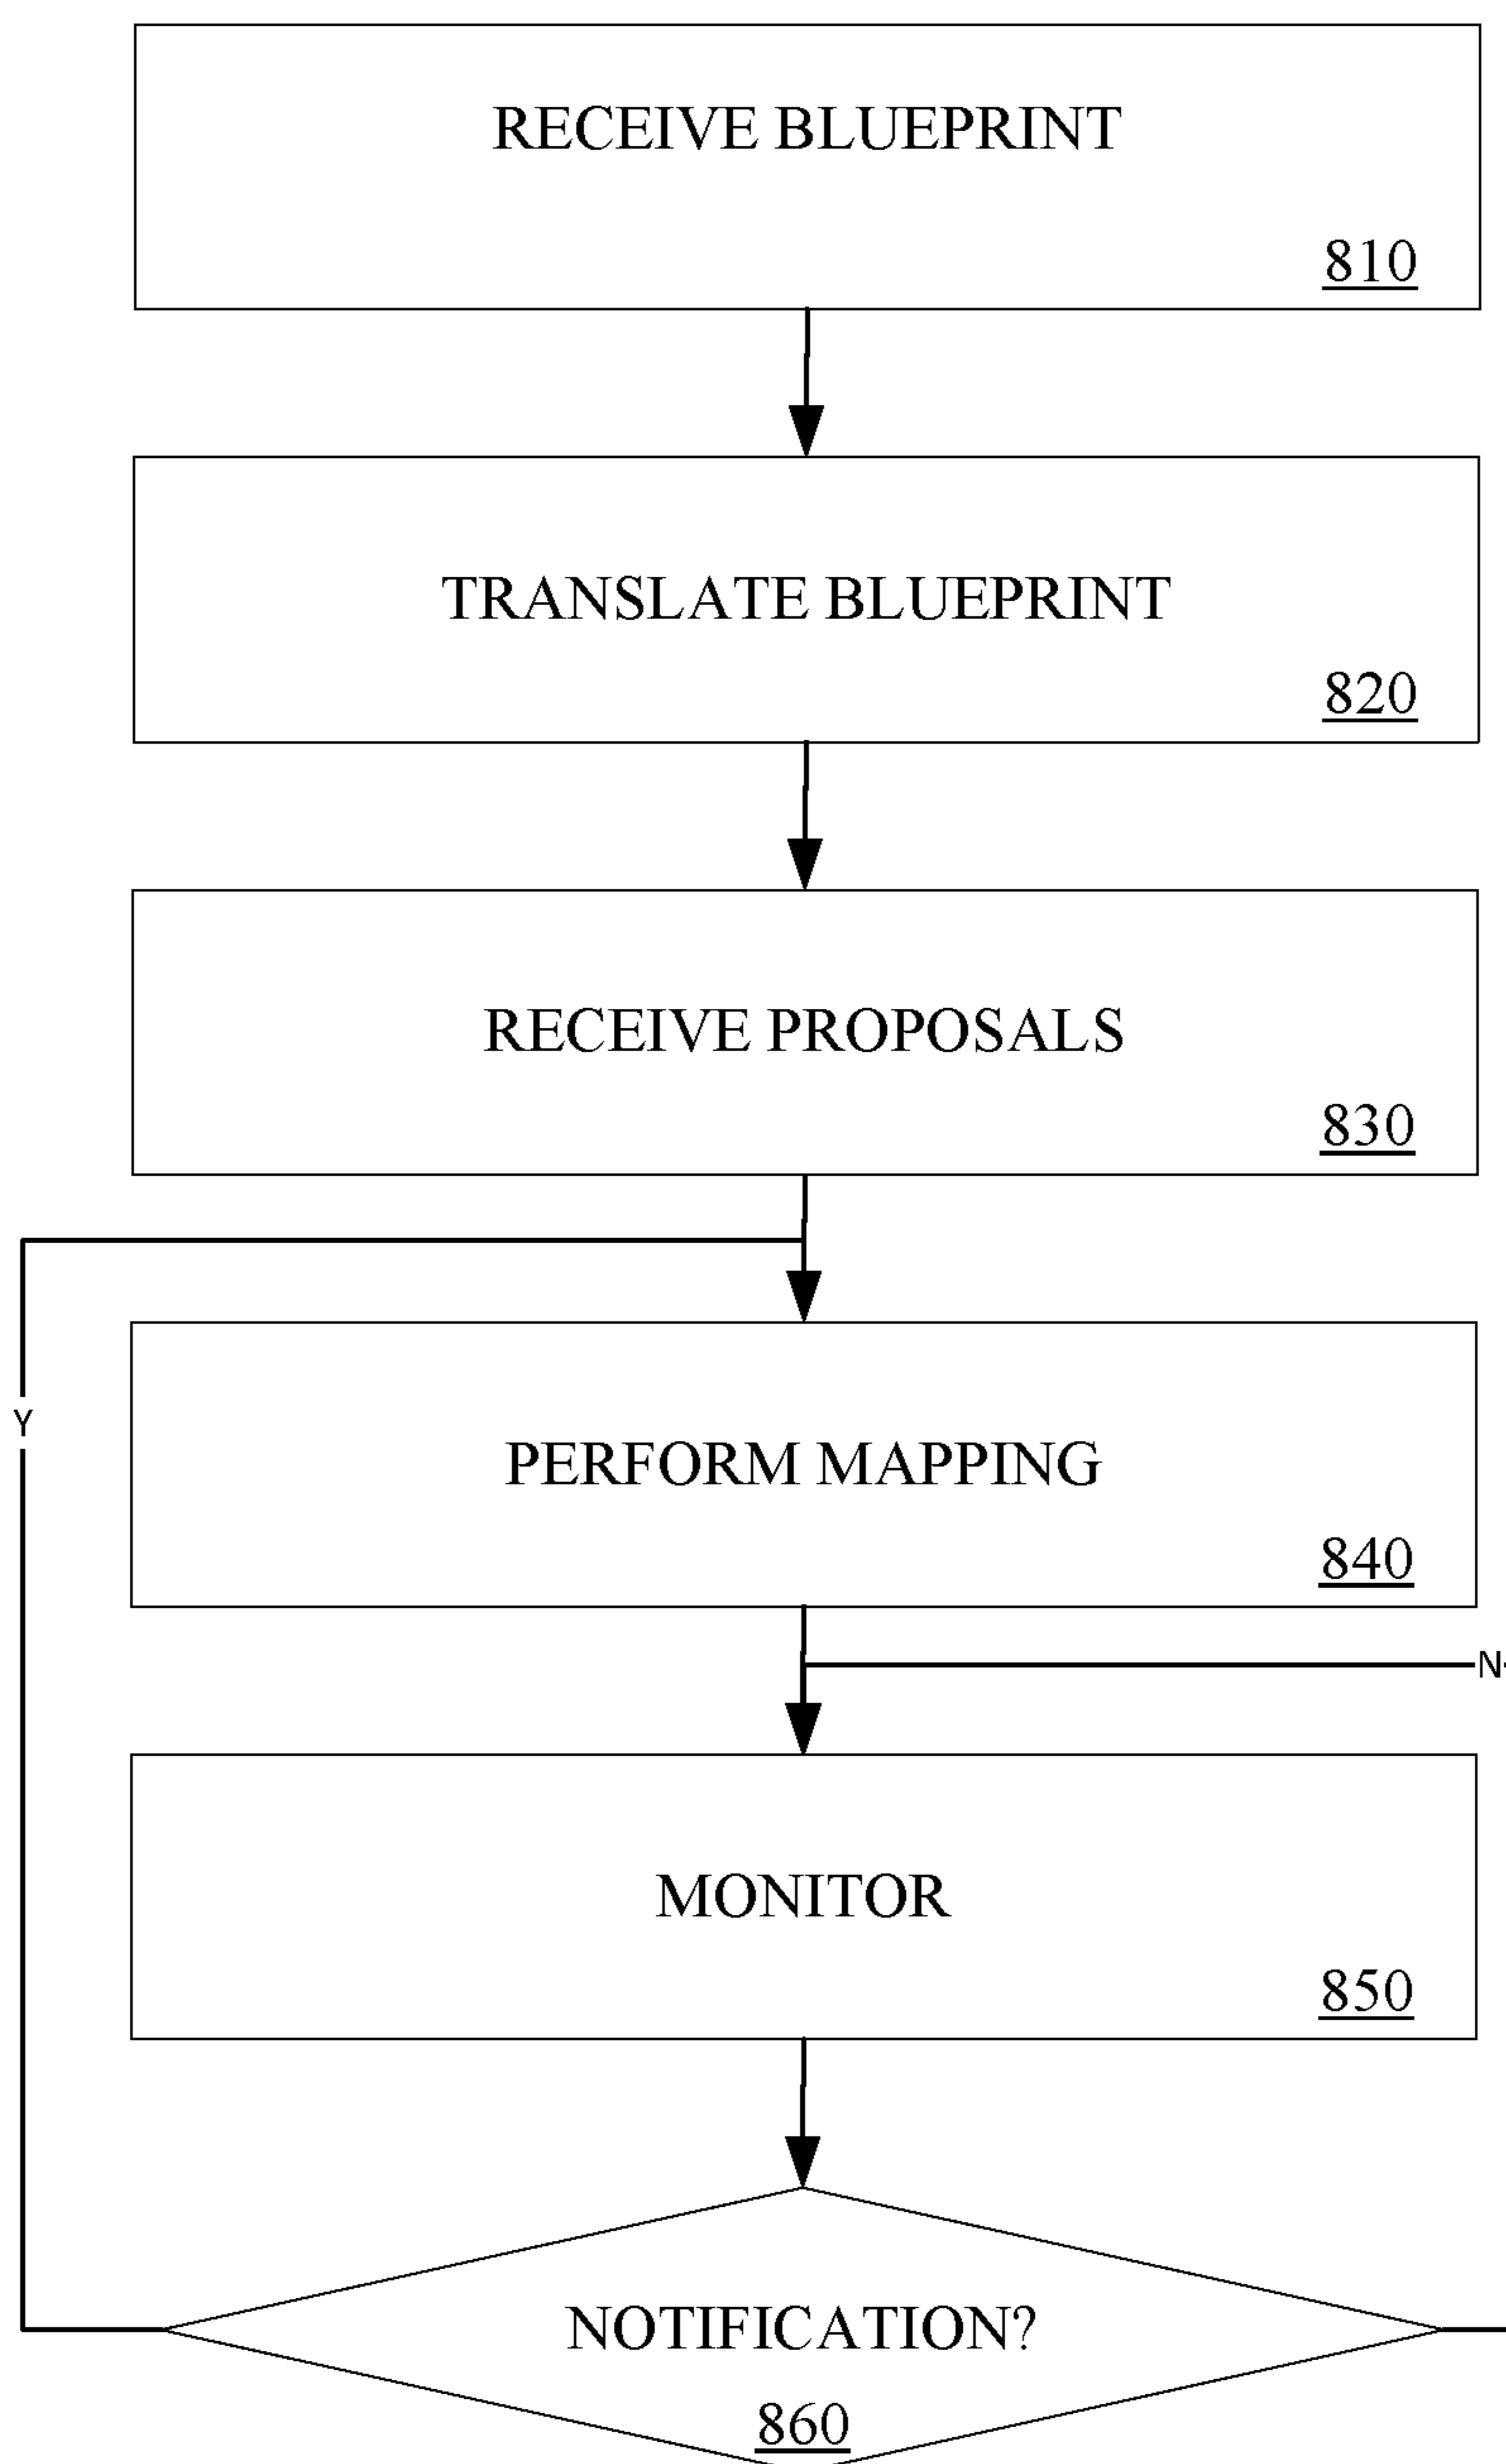 RECEIVE BLUEPRINT
810
TRANSLATE BLUEPRINT
820
RECEIVE PROPOSALS
830
PERFORM MAPPING
840
Y
N
MONITOR
850
NOTIFICATION?
860